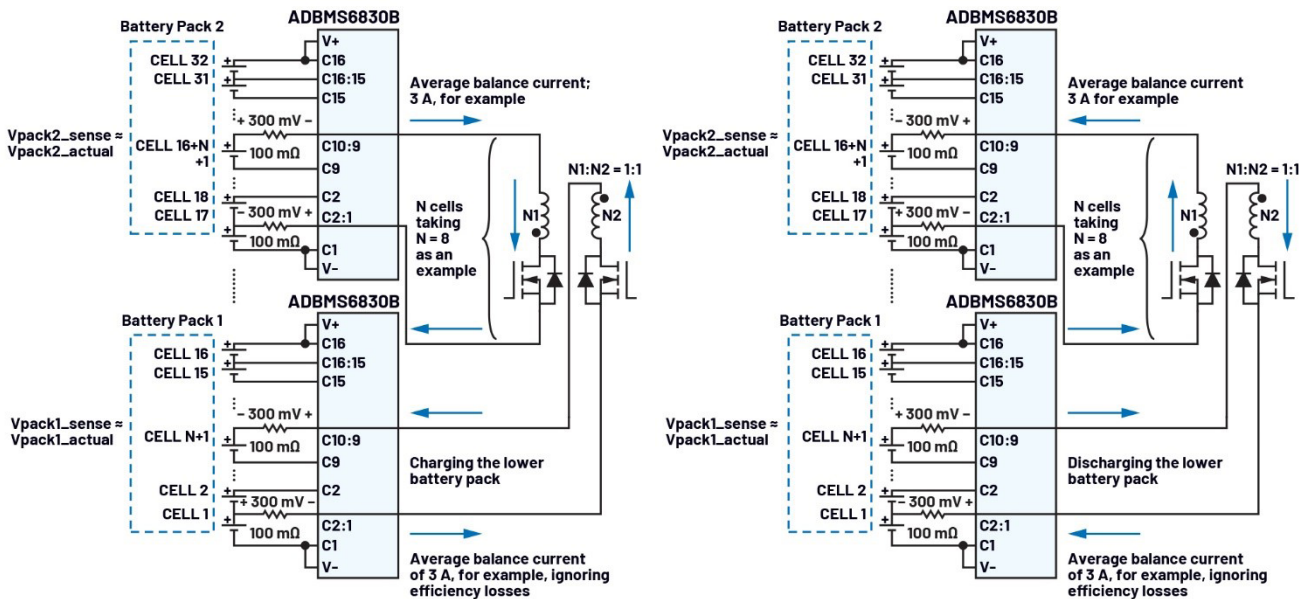 ADBMS6830B
Battery Pack 2
V+
CELL 32
C16
CELL 31
C16:15
C15
Average balance current;
3 A, for example
+ 300 mV −
Vpack2_sense ≈
Vpack2_actual
CELL 16+N
+1
100 mΩ
C10:9
C9
N1:N2 = 1:1
CELL 18
C2
CELL 17
− 300 mV +
C2:1
100 mΩ
C1
V−
N cells
taking
N = 8
as an
example
N1
N2
ADBMS6830B
Battery Pack 1
V+
CELL 16
C16
CELL 15
C16:15
C15
− 300 mV +
Vpack1_sense ≈
Vpack1_actual
CELL N+1
100 mΩ
C10:9
C9
Charging the lower
battery pack
CELL 2
C2
+ 300 mV −
CELL 1
C2:1
100 mΩ
C1
V−
Average balance current
of 3 A, for example, ignoring
efficiency losses
ADBMS6830B
Battery Pack 2
V+
CELL 32
C16
CELL 31
C16:15
C15
Average balance current
3 A for example
− 300 mV +
Vpack2_sense ≈
Vpack2_actual
CELL 16+N
+1
100 mΩ
C10:9
C9
N1:N2 = 1:1
CELL 18
C2
CELL 17
+ 300 mV −
C2:1
100 mΩ
C1
V−
N cells
taking
N = 8
as an
example
N1
N2
ADBMS6830B
Battery Pack 1
V+
CELL 16
C16
CELL 15
C16:15
C15
+ 300 mV −
Vpack1_sense ≈
Vpack1_actual
CELL N+1
100 mΩ
C10:9
C9
Discharging the lower
battery pack
CELL 2
C2
− 300 mV +
CELL 1
C2:1
100 mΩ
C1
V−
Average balance current
of 3 A, for example, ignoring
efficiency losses